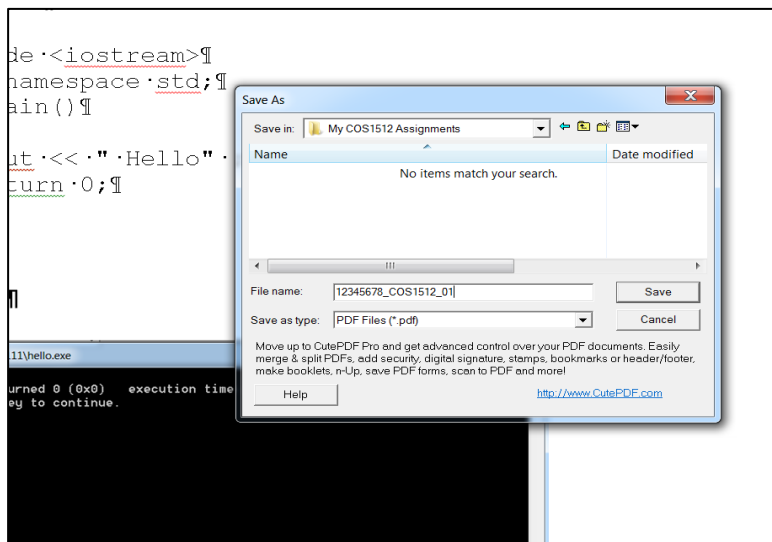 de·<iostream>¶
namespace·std;¶
ain()¶
ut·<<·"·Hello"·
turn·0;¶
¶
Save As
Save in: My COS1512 Assignments
Name Date modified
No items match your search.
File name: 12345678_COS1512_01
Save
Save as type: PDF Files (*.pdf)
Cancel
Move up to CutePDF Pro and get advanced control over your PDF documents. Easily
merge & split PDFs, add security, digital signature, stamps, bookmarks or header/footer,
make booklets, n-Up, save PDF forms, scan to PDF and more!
Help
http://www.CutePDF.com
11\hello.exe
urned 0 (0x0) execution time
ey to continue.